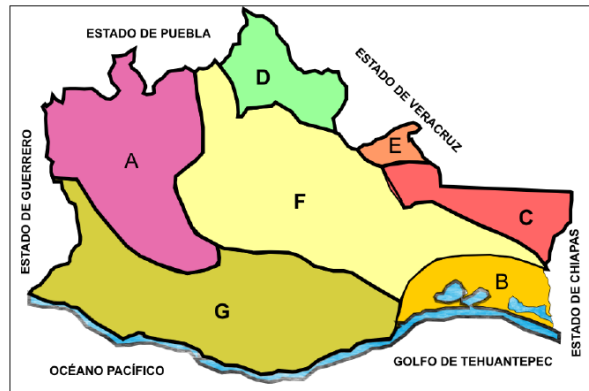 ESTADO DE PUEBLA
D
ESTADO DE VERACRUZ
ESTADO DE GUERRERO
A
E
F
C
ESTADO DE CHIAPAS
B
G
OCÉANO PACÍFICO
GOLFO DE TEHUANTEPEC